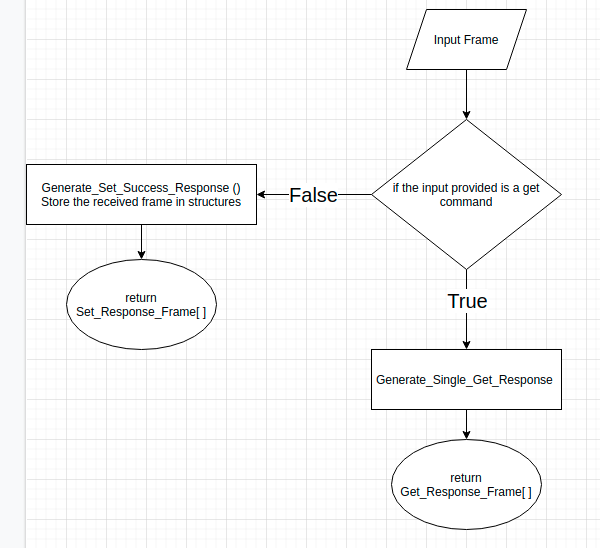 Input Frame
if the input provided is a get
command
False
Generate_Set_Success_Response ()
Store the received frame in structures
return
Set_Response_Frame[ ]
True
Generate_Single_Get_Response
return
Get_Response_Frame[ ]